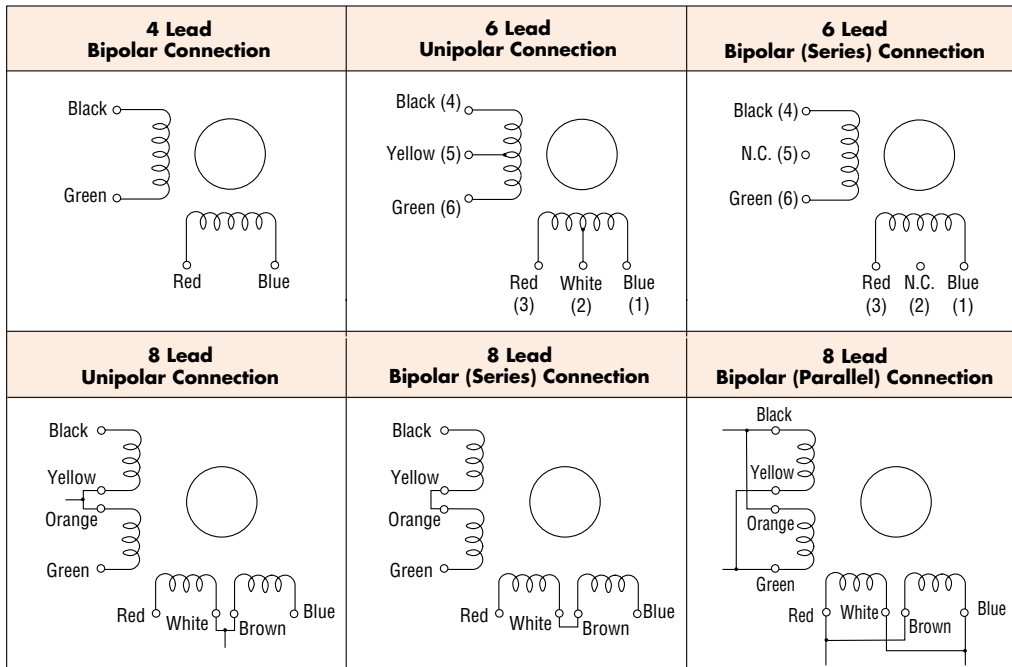 4 Lead
Bipolar Connection
6 Lead
Unipolar Connection
6 Lead
Bipolar (Series) Connection
Black
Green
Red Blue
Black (4)
Yellow (5)
Green (6)
Red White Blue
(3) (2) (1)
Black (4)
N.C. (5)
Green (6)
Red N.C. Blue
(3) (2) (1)
8 Lead
Unipolar Connection
8 Lead
Bipolar (Series) Connection
8 Lead
Bipolar (Parallel) Connection
Black
Yellow
Orange
Green
Red White Brown Blue
Black
Yellow
Orange
Green
Red White Brown Blue
Black
Yellow
Orange
Green
Red White Brown Blue